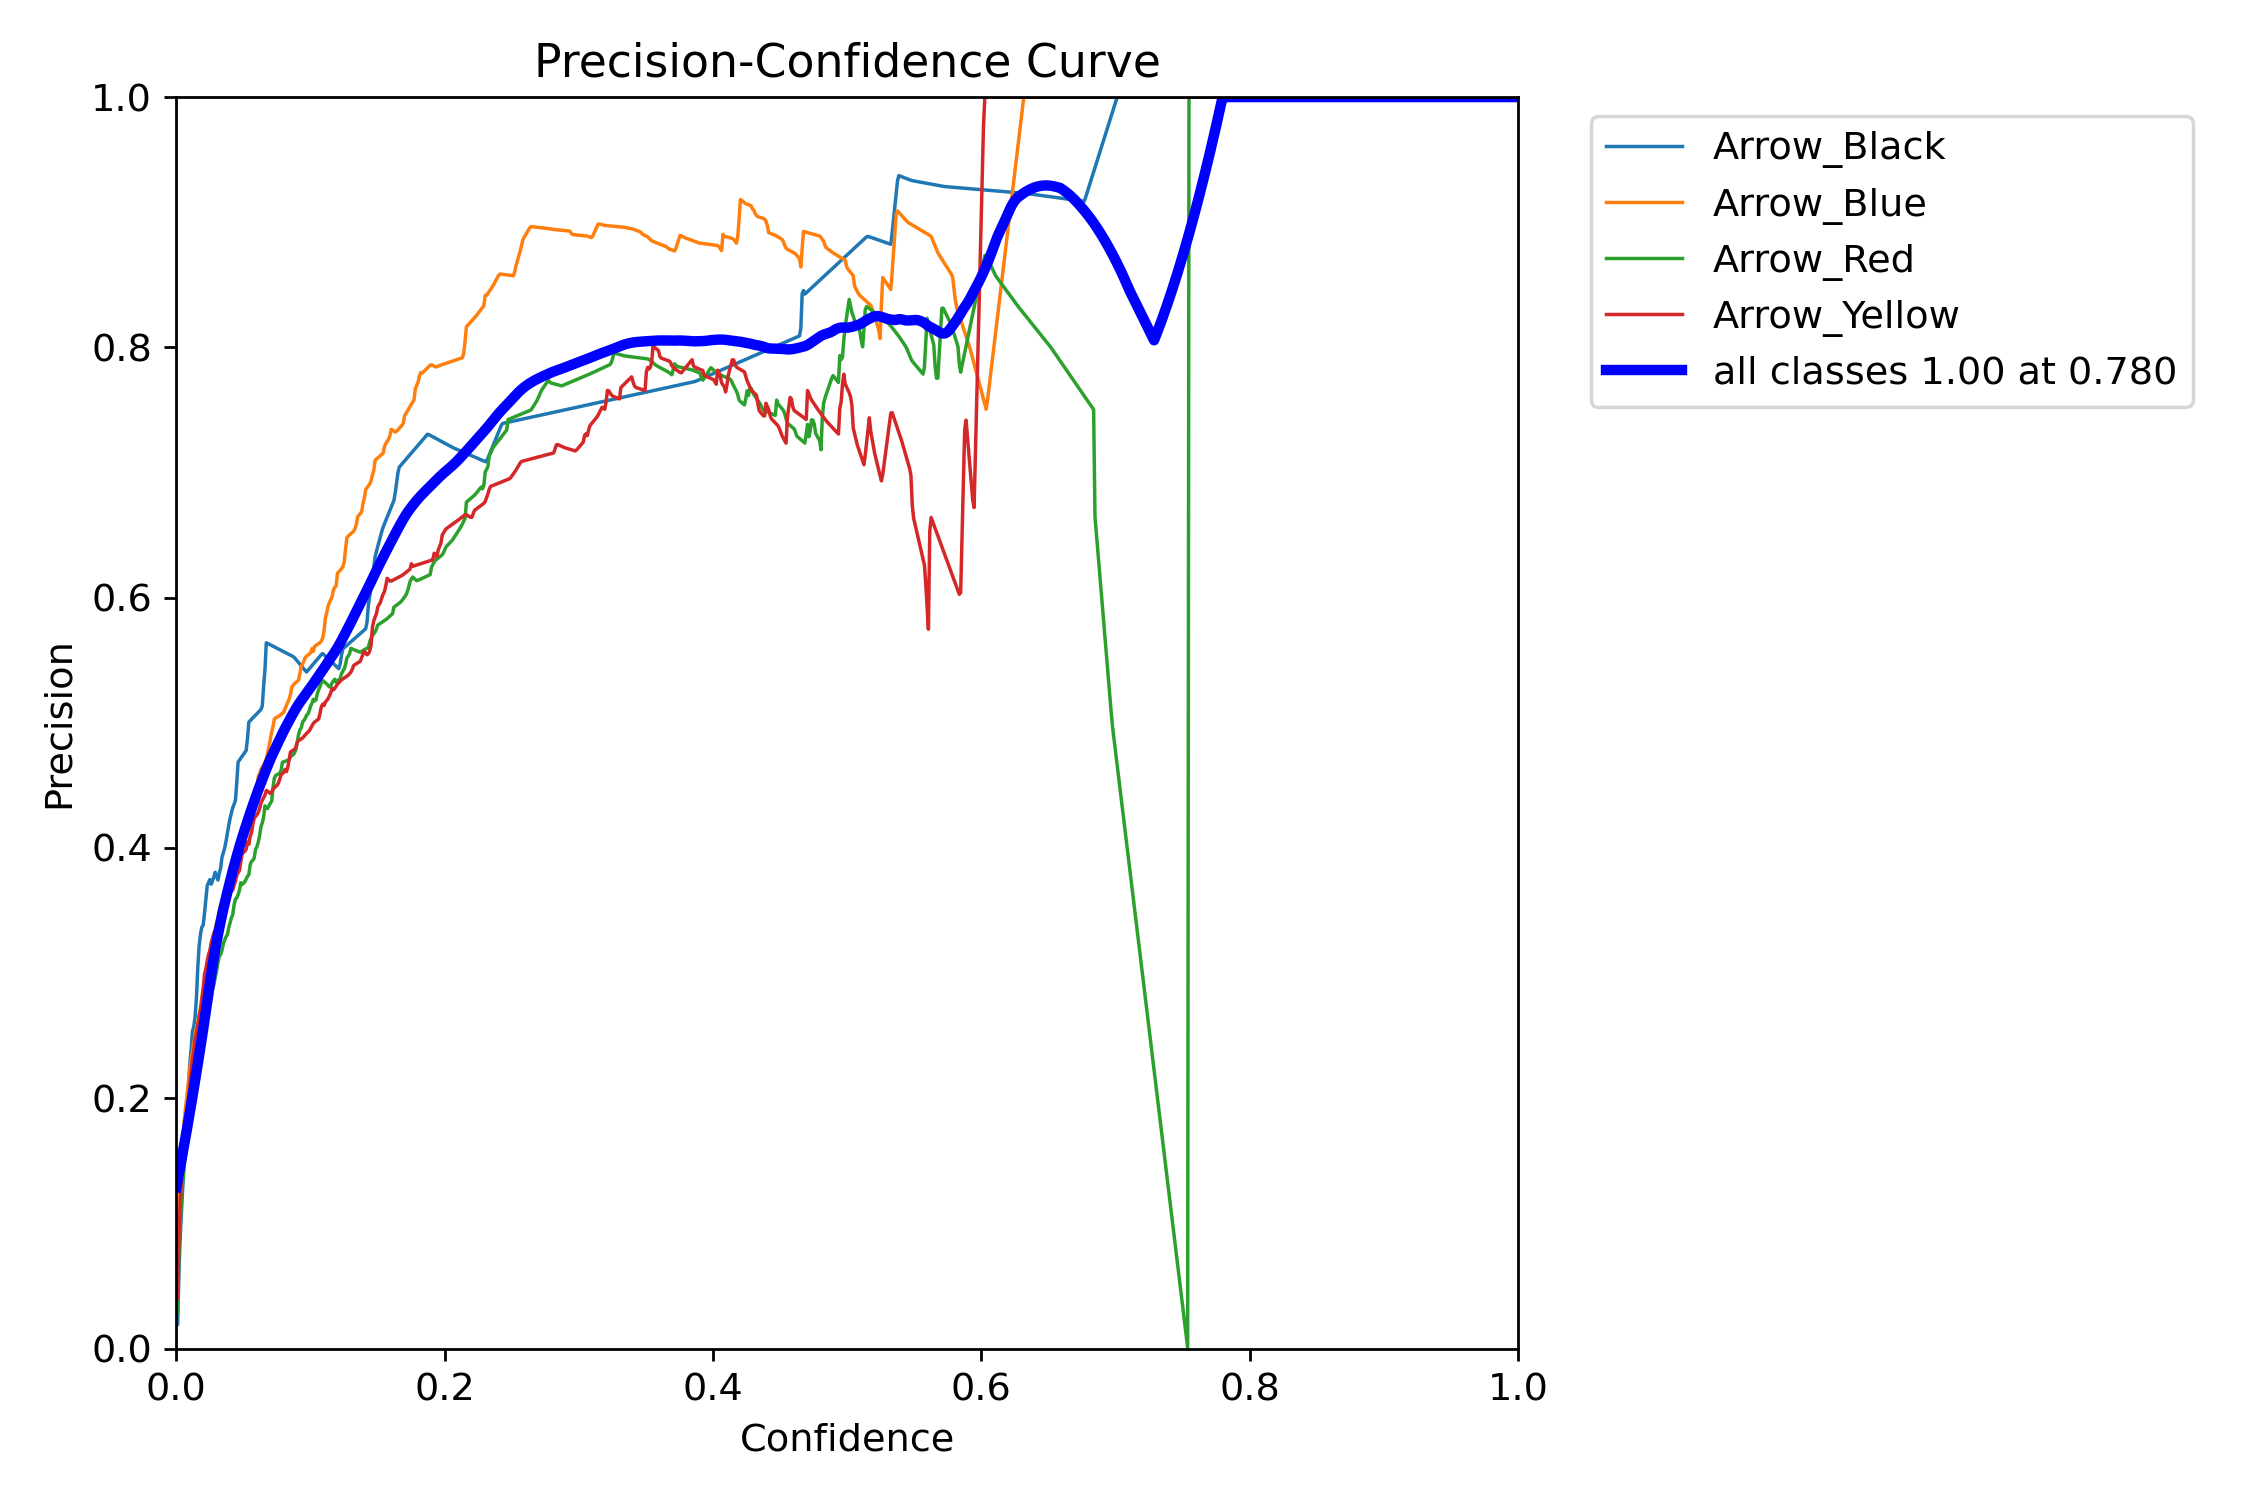 Precision-Confidence Curve
1.0
0.8
0.6
0.4
0.2
0.0
Precision
0.0 0.2 0.4 0.6 0.8 1.0
Confidence
Arrow_Black
Arrow_Blue
Arrow_Red
Arrow_Yellow
all classes 1.00 at 0.780